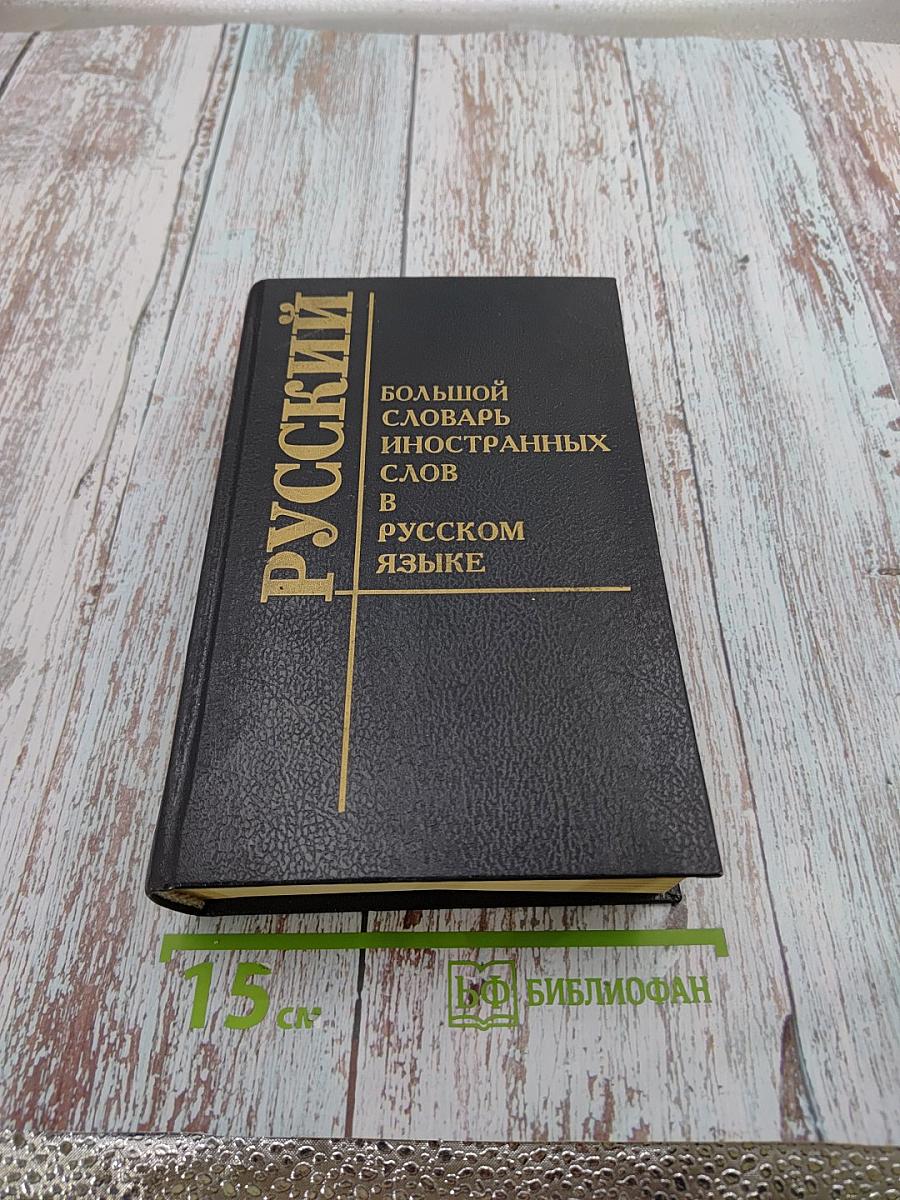 РУССКИЙ
БОЛЬШОЙ
СЛОВАРЬ
ИНОСТРАННЫХ
СЛОВ
В
РУССКОМ
ЯЗЫКЕ
15 см
БФ БИБЛИОФАН